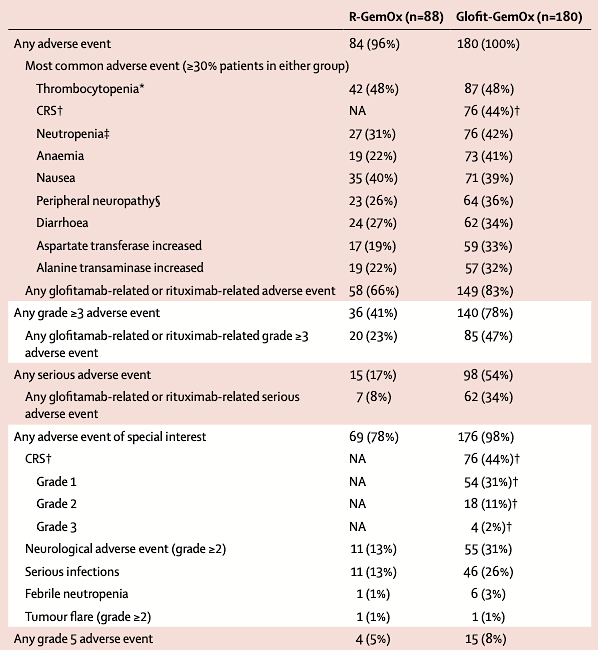 R-GemOx (n=88) Glofit-GemOx (n=180)
Any adverse event 84 (96%) 180 (100%)
Most common adverse event (≥30% patients in either group)
Thrombocytopenia* 42 (48%) 87 (48%)
CRS† NA 76 (44%)†
Neutropenia‡ 27 (31%) 76 (42%)
Anaemia 19 (22%) 73 (41%)
Nausea 35 (40%) 71 (39%)
Peripheral neuropathy§ 23 (26%) 64 (36%)
Diarrhoea 24 (27%) 62 (34%)
Aspartate transferase increased 17 (19%) 59 (33%)
Alanine transaminase increased 19 (22%) 57 (32%)
Any glofitamab-related or rituximab-related adverse event 58 (66%) 149 (83%)
Any grade ≥3 adverse event 36 (41%) 140 (78%)
Any glofitamab-related or rituximab-related grade ≥3 20 (23%) 85 (47%)
adverse event
Any serious adverse event 15 (17%) 98 (54%)
Any glofitamab-related or rituximab-related serious 7 (8%) 62 (34%)
adverse event
Any adverse event of special interest 69 (78%) 176 (98%)
CRS† NA 76 (44%)†
Grade 1 NA 54 (31%)†
Grade 2 NA 18 (11%)†
Grade 3 NA 4 (2%)†
Neurological adverse event (grade ≥2) 11 (13%) 55 (31%)
Serious infections 11 (13%) 46 (26%)
Febrile neutropenia 1 (1%) 6 (3%)
Tumour flare (grade ≥2) 1 (1%) 1 (1%)
Any grade 5 adverse event 4 (5%) 15 (8%)